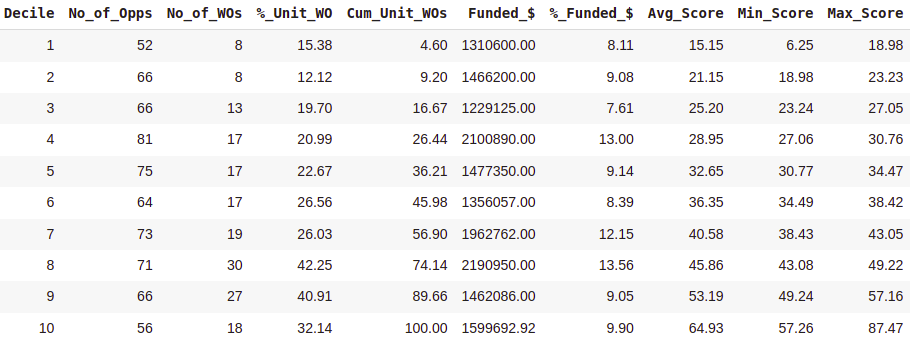 Decile No_of_Opps No_of_WOs %_Unit_WO Cum_Unit_WOs Funded_$ %_Funded_$ Avg_Score Min_Score Max_Score
1 52 8 15.38 4.60 1310600.00 8.11 15.15 6.25 18.98
2 66 8 12.12 9.20 1466200.00 9.08 21.15 18.98 23.23
3 66 13 19.70 16.67 1229125.00 7.61 25.20 23.24 27.05
4 81 17 20.99 26.44 2100890.00 13.00 28.95 27.06 30.76
5 75 17 22.67 36.21 1477350.00 9.14 32.65 30.77 34.47
6 64 17 26.56 45.98 1356057.00 8.39 36.35 34.49 38.42
7 73 19 26.03 56.90 1962762.00 12.15 40.58 38.43 43.05
8 71 30 42.25 74.14 2190950.00 13.56 45.86 43.08 49.22
9 66 27 40.91 89.66 1462086.00 9.05 53.19 49.24 57.16
10 56 18 32.14 100.00 1599692.92 9.90 64.93 57.26 87.47